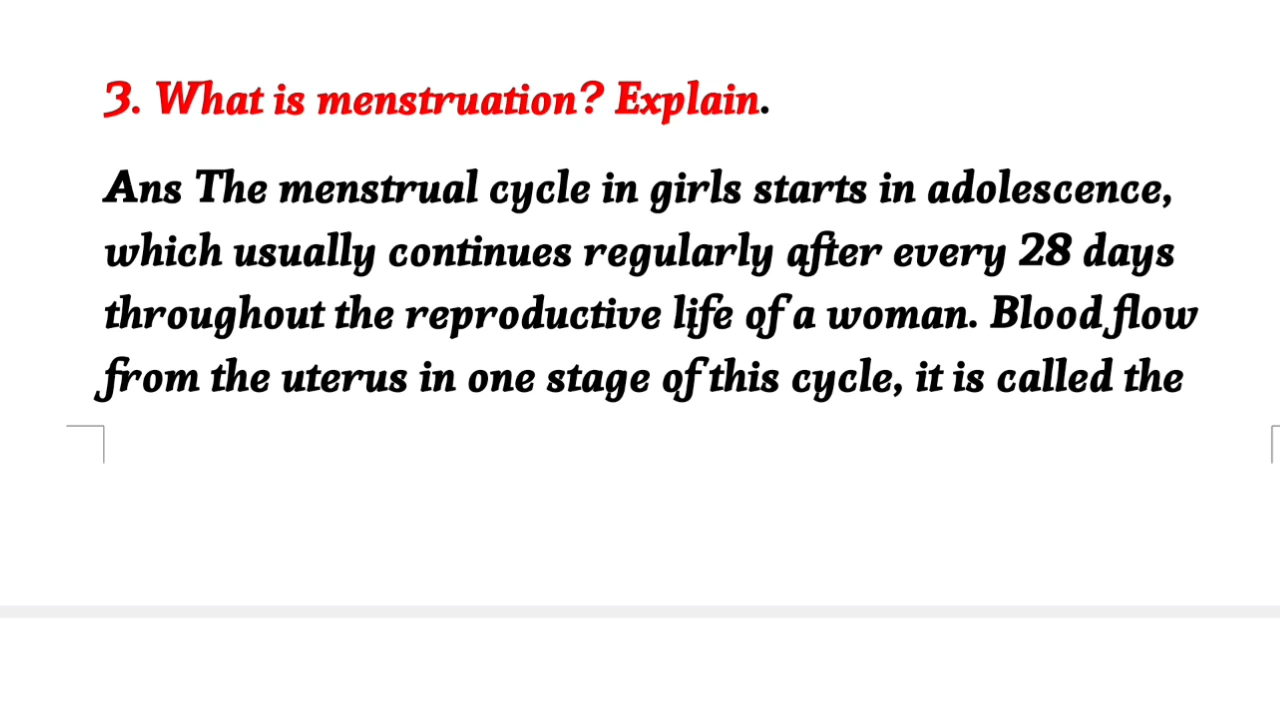 3. What is menstruation? Explain.
Ans The menstrual cycle in girls starts in adolescence,
which usually continues regularly after every 28 days
throughout the reproductive life of a woman. Blood flow
from the uterus in one stage of this cycle, it is called the